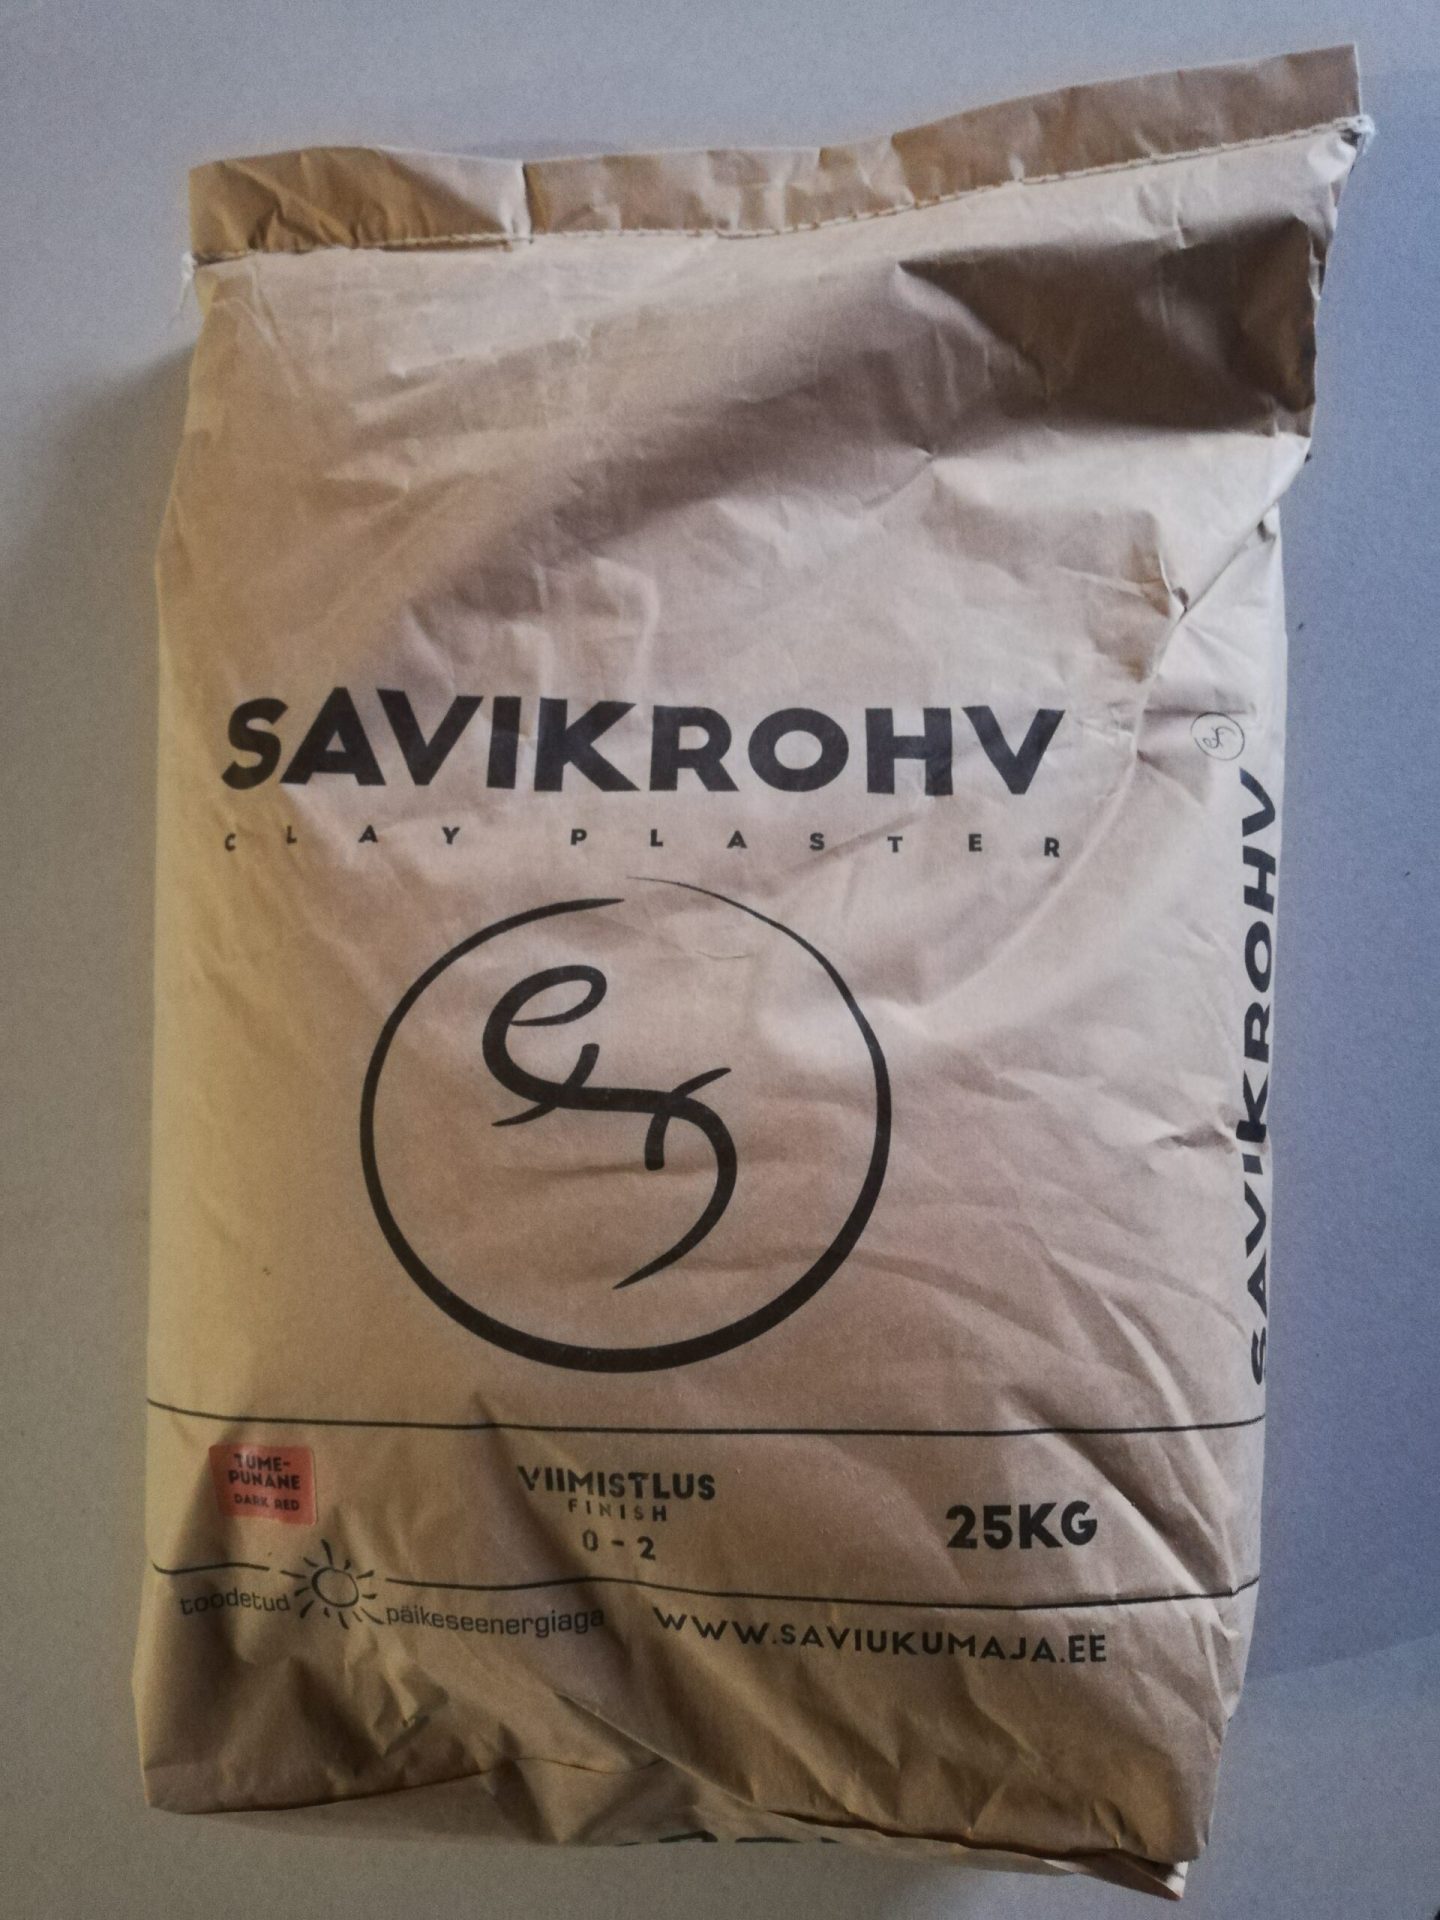 SAVIKROHV
CLAY PLASTER
SAVIKROHV
TUME-
PUNANE
DARK RED
VIIMISTLUS
FINISH
0-2
25KG
toodetud päikeseenergiaga
WWW.SAVIUKUMAJA.EE